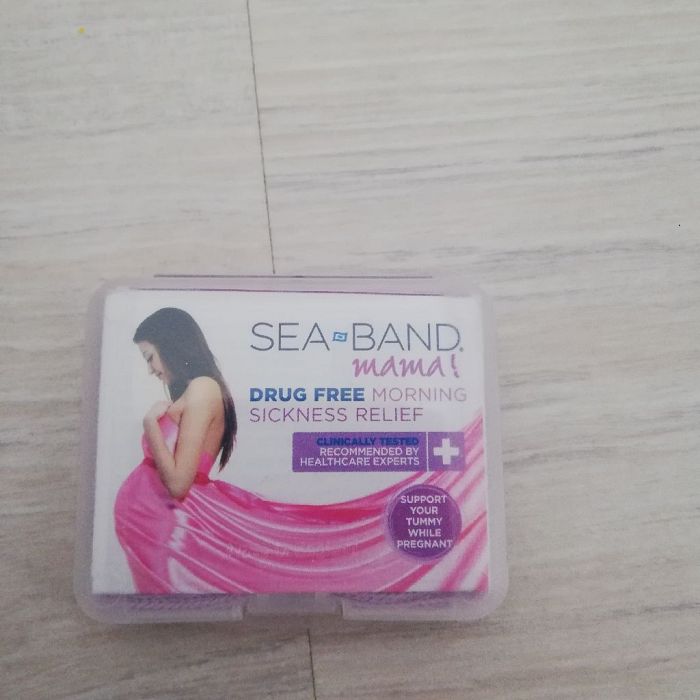 SEA-BAND®
mama!
DRUG FREE MORNING
SICKNESS RELIEF
CLINICALLY TESTED
RECOMMENDED BY
HEALTHCARE EXPERTS
SUPPORT
YOUR
TUMMY
WHILE
PREGNANT